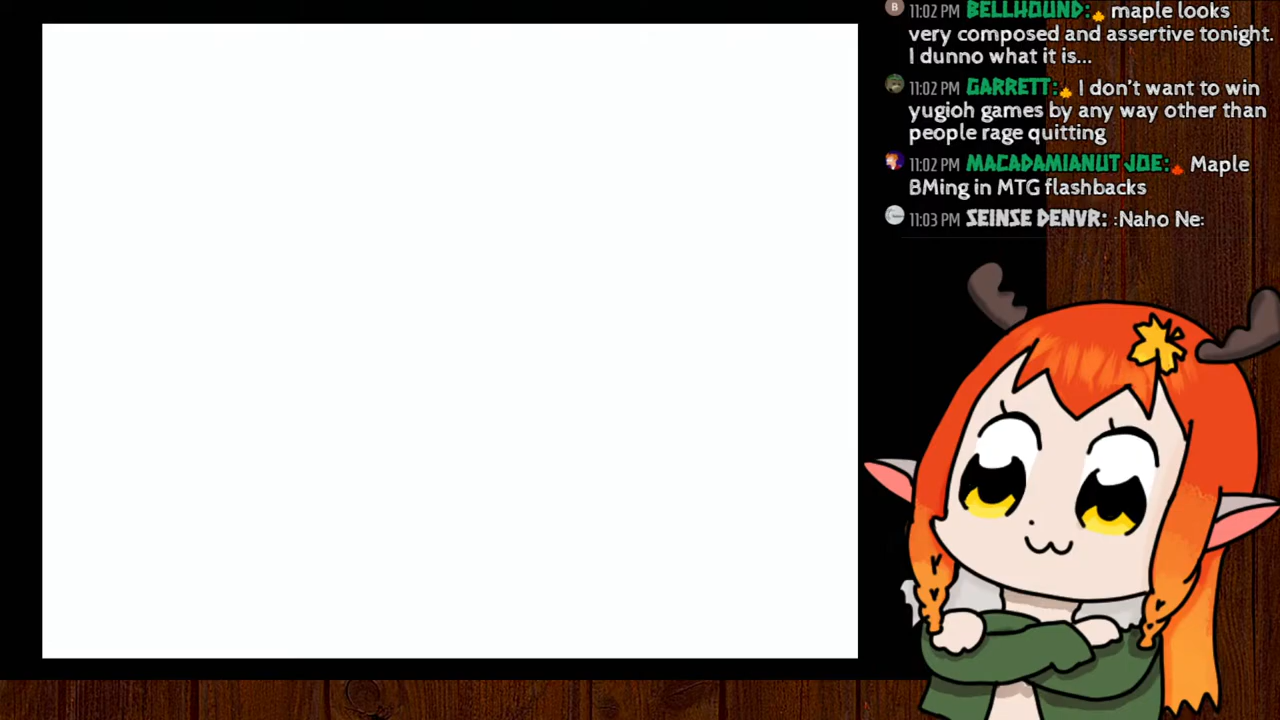 11:02 PM BELLHOUND: maple looks
very composed and assertive tonight.
I dunno what it is...
11:02 PM GARRETT: I don't want to win
yugioh games by any way other than
people rage quitting
11:02 PM MACADAMIANUT JOE: Maple
BMing in MTG flashbacks
11:03 PM SEINSE DENVR: :Naho Ne: